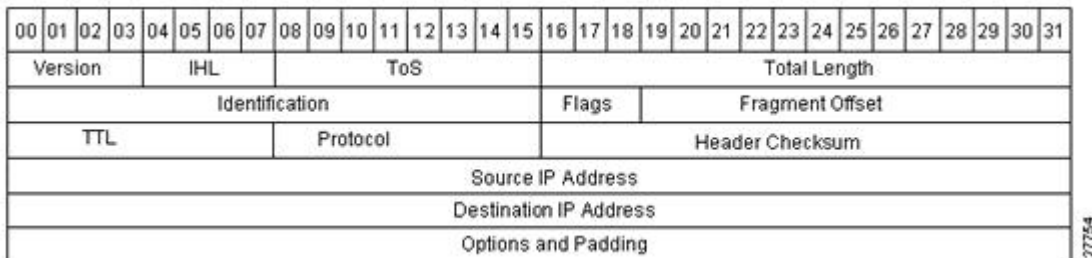 00 01 02 03 04 05 06 07 08 09 10 11 12 13 14 15 16 17 18 19 20 21 22 23 24 25 26 27 28 29 30 31
Version IHL ToS Total Length
Identification Flags Fragment Offset
TTL Protocol Header Checksum
Source IP Address
Destination IP Address
Options and Padding
07754